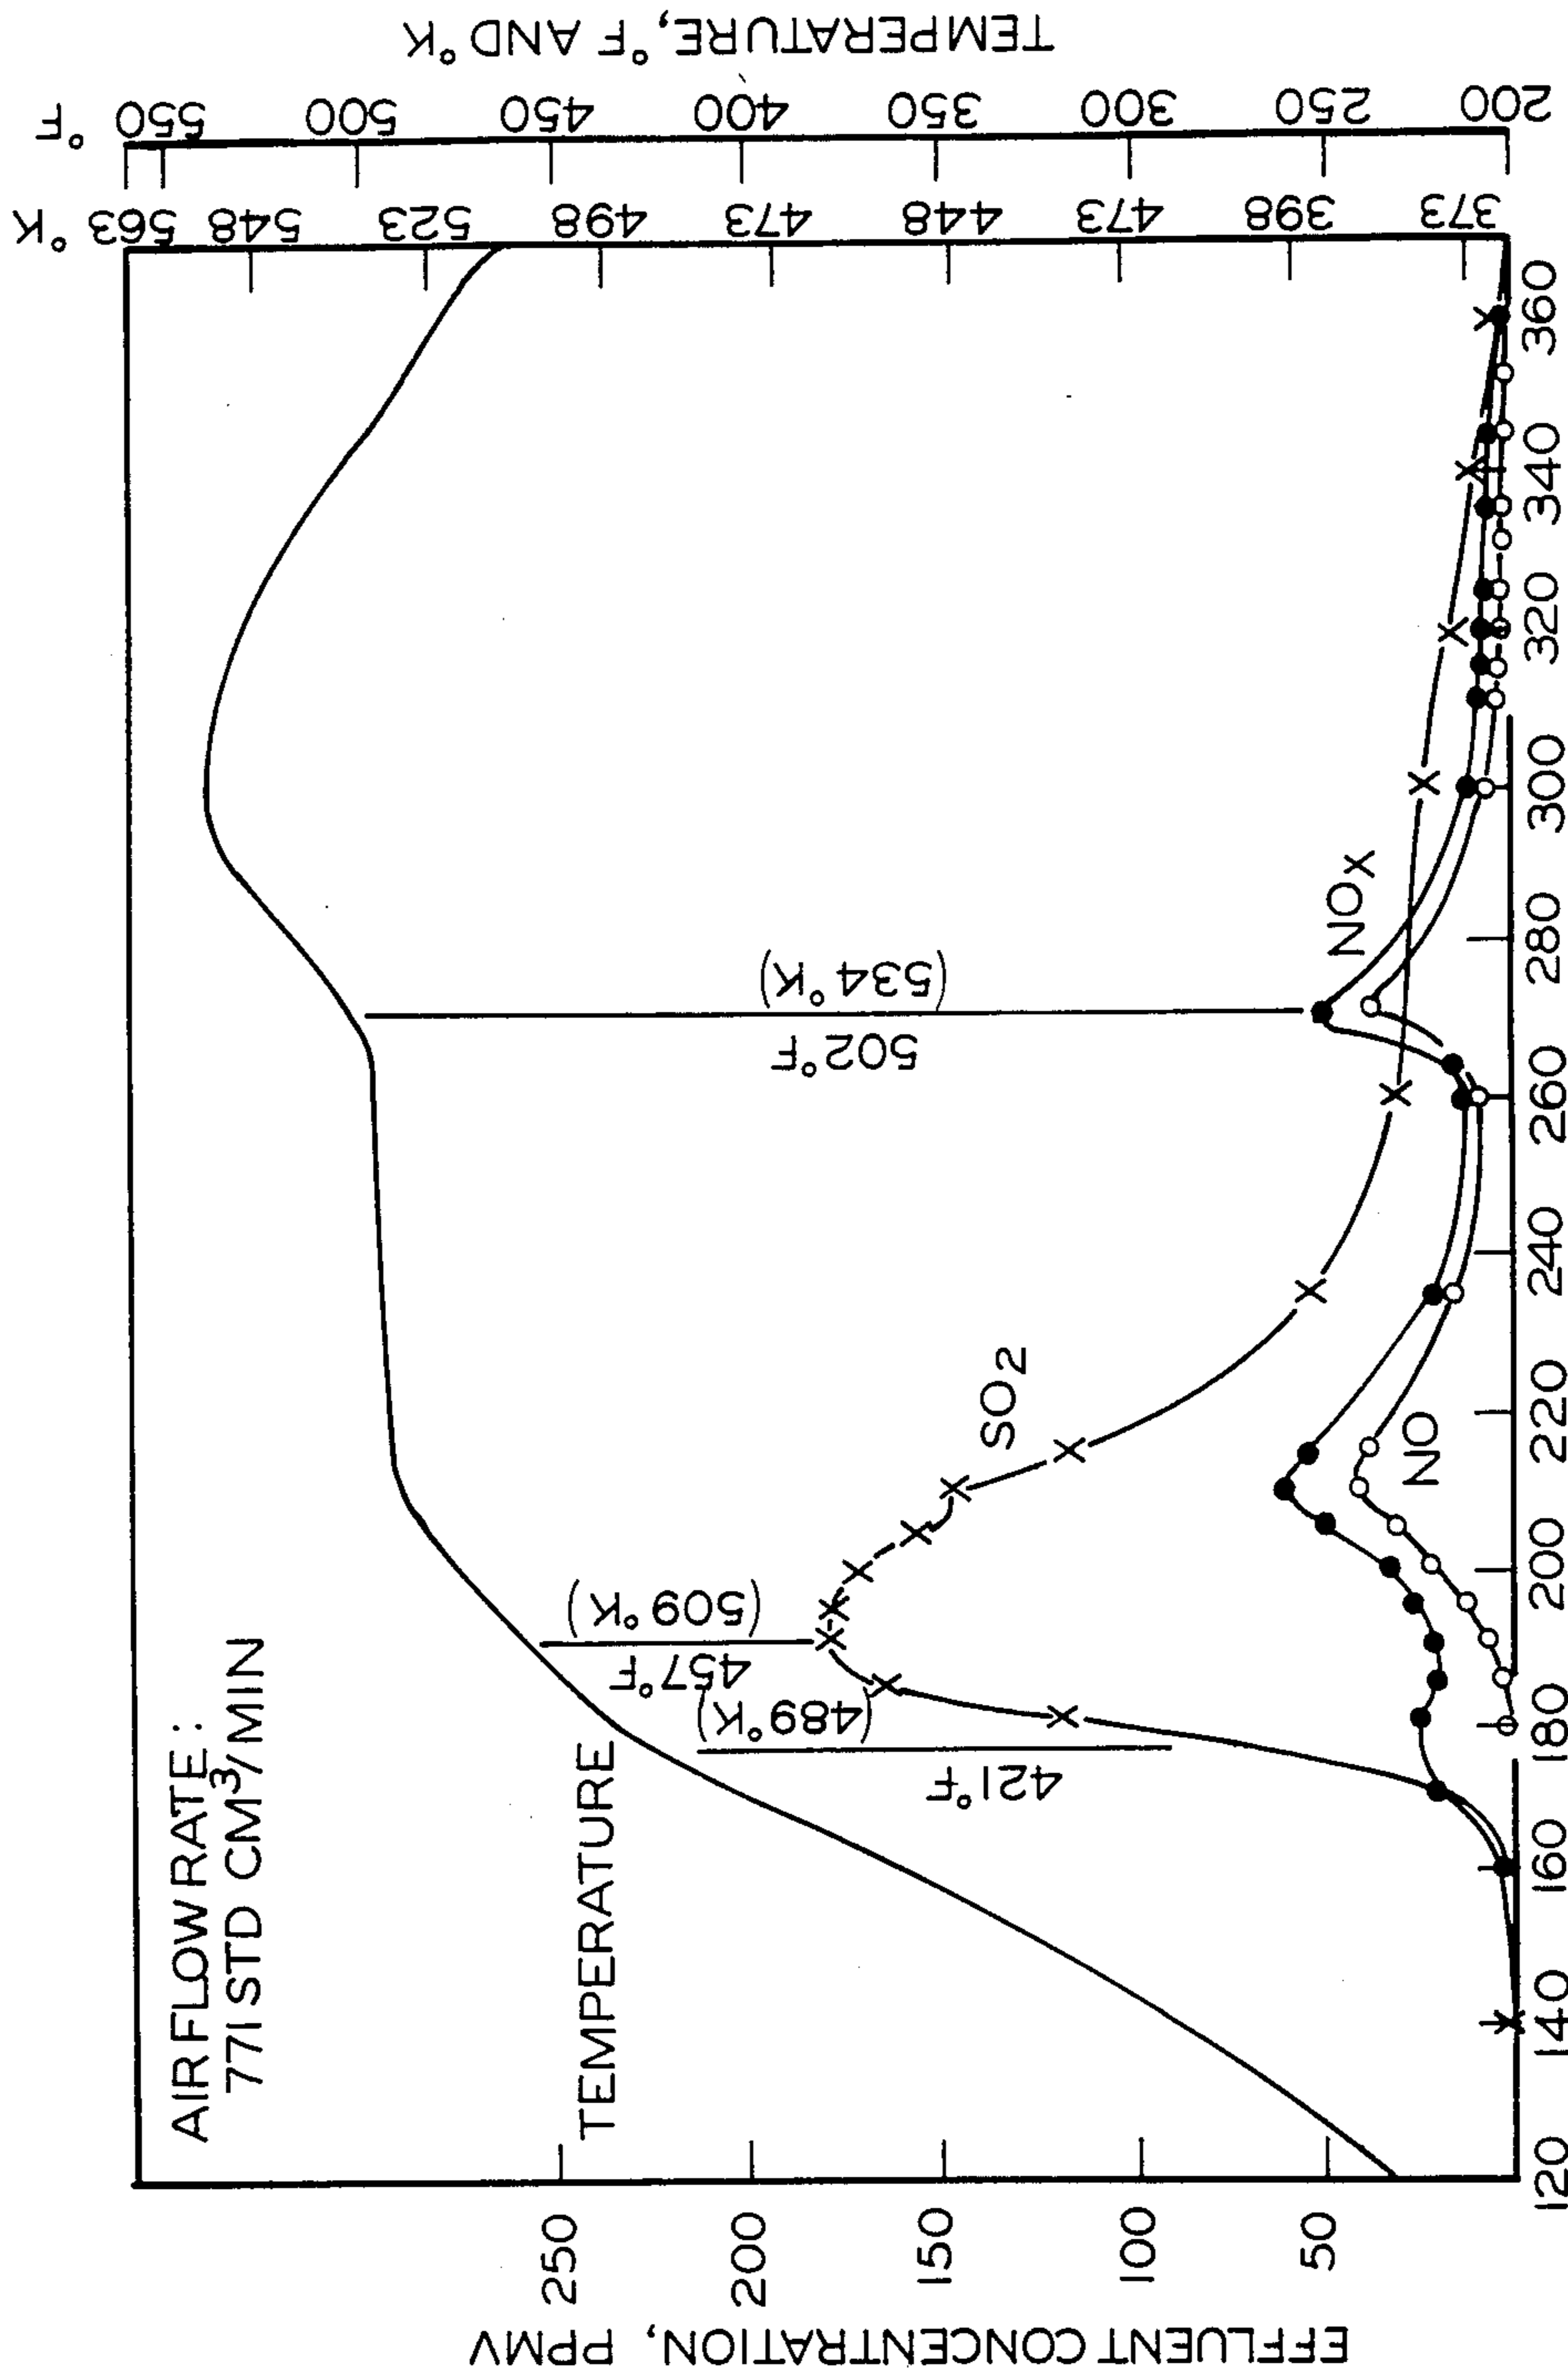 AIR FLOW RATE:
771 STD CM³/MIN
TEMPERATURE
EFFLUENT CONCENTRATION, PPMV
250
200
150
100
50
421°F
(489°K)
457°F
(509°K)
502°F
(534°K)
SO₂
NO
NOX
120 140 160 180 200 220 240 260 280 300 320 340 360
°K
563
548
523
498
473
448
473
398
373
°F
550
500
450
400
350
300
250
200
TEMPERATURE, °F AND °K